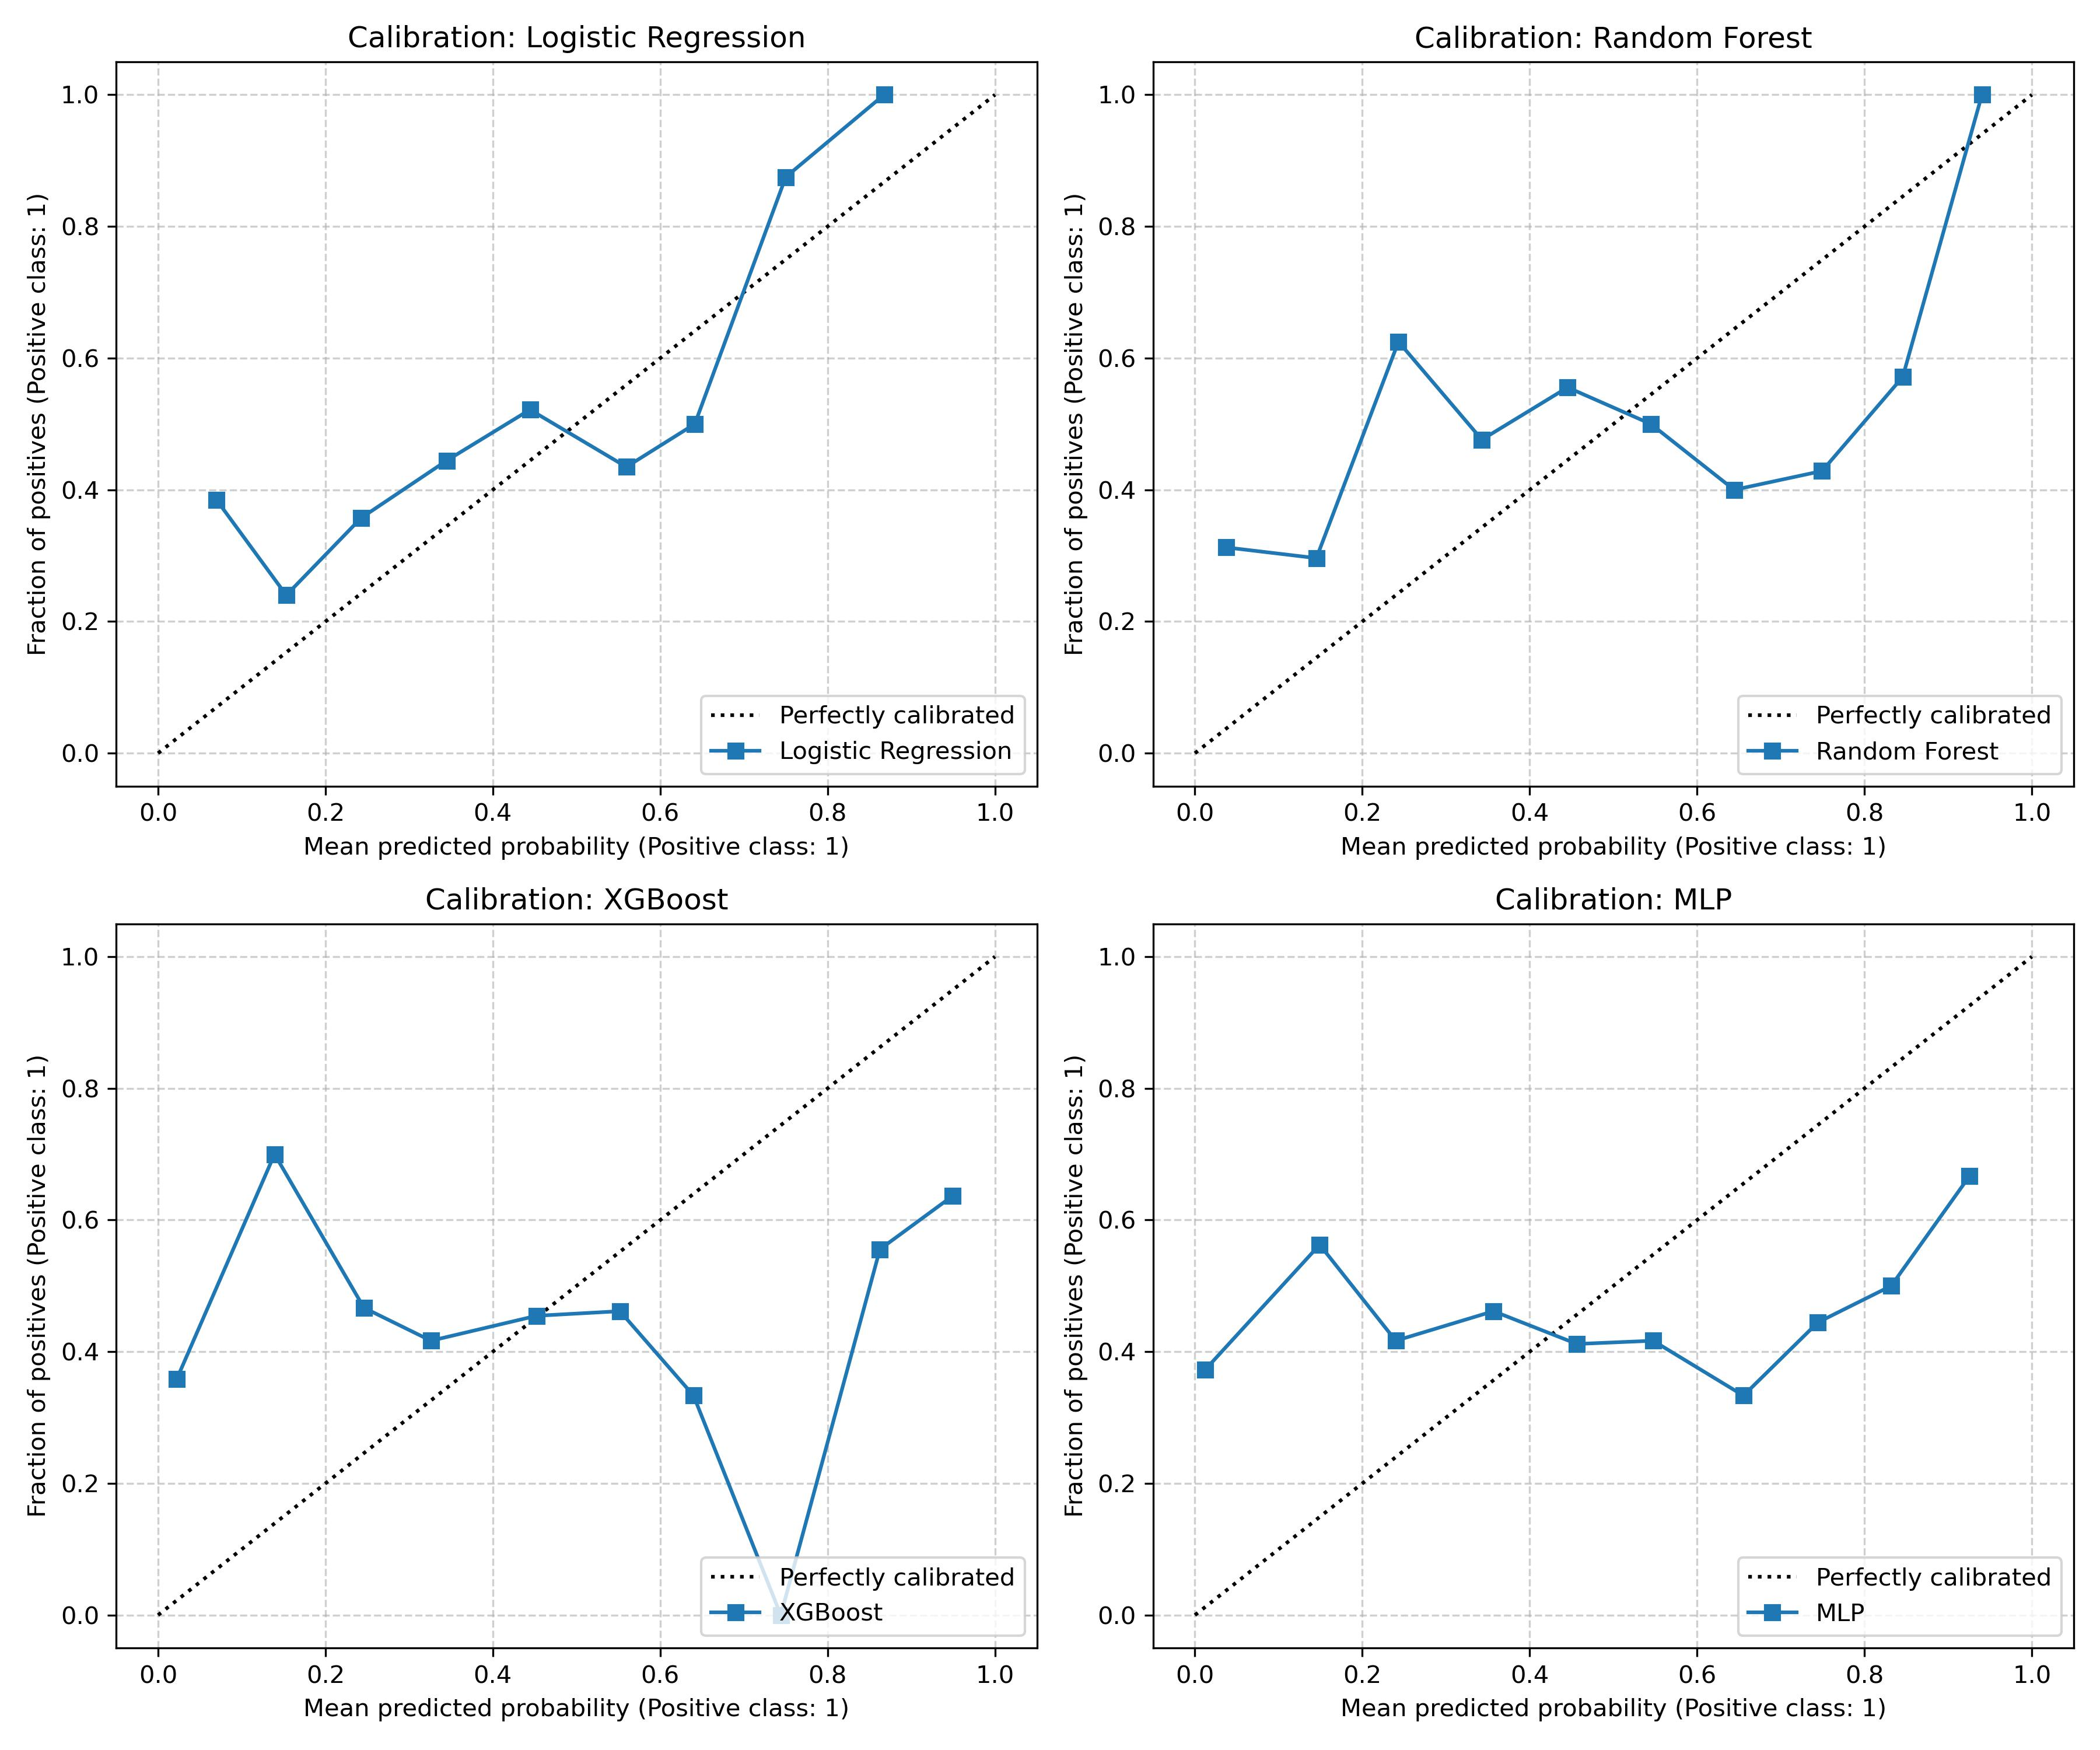 Calibration: Logistic Regression
Fraction of positives (Positive class: 1)
1.0
0.8
0.6
0.4
0.2
0.0
Perfectly calibrated
Logistic Regression
0.0 0.2 0.4 0.6 0.8 1.0
Mean predicted probability (Positive class: 1)
Calibration: Random Forest
Fraction of positives (Positive class: 1)
1.0
0.8
0.6
0.4
0.2
0.0
Perfectly calibrated
Random Forest
0.0 0.2 0.4 0.6 0.8 1.0
Mean predicted probability (Positive class: 1)
Calibration: XGBoost
Fraction of positives (Positive class: 1)
1.0
0.8
0.6
0.4
0.2
0.0
Perfectly calibrated
XGBoost
0.0 0.2 0.4 0.6 0.8 1.0
Mean predicted probability (Positive class: 1)
Calibration: MLP
Fraction of positives (Positive class: 1)
1.0
0.8
0.6
0.4
0.2
0.0
Perfectly calibrated
MLP
0.0 0.2 0.4 0.6 0.8 1.0
Mean predicted probability (Positive class: 1)